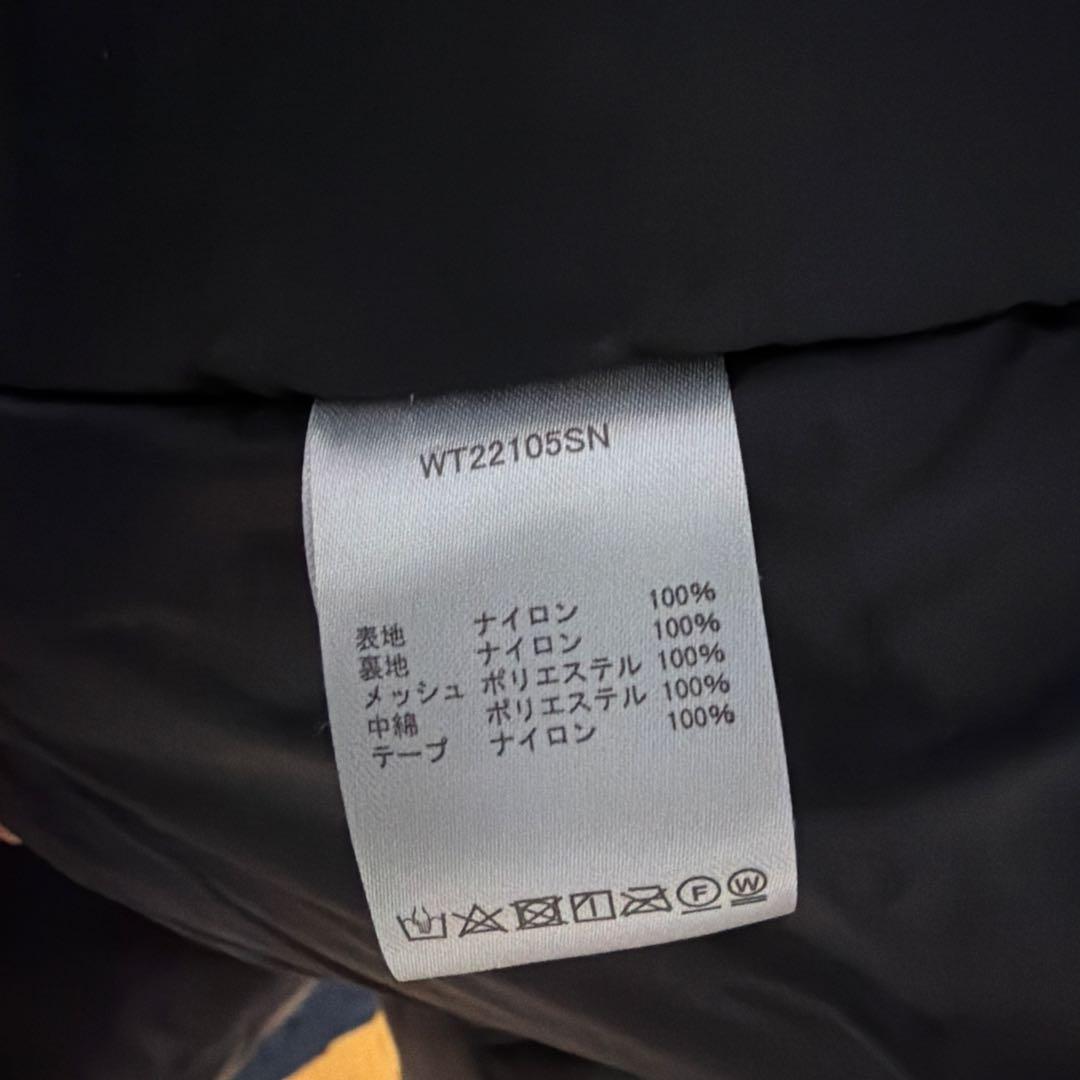 WT22105SN
表地 ナイロン 100%
裏地 ナイロン 100%
メッシュ ポリエステル 100%
中綿 ポリエステル 100%
テープ ナイロン 100%
F W